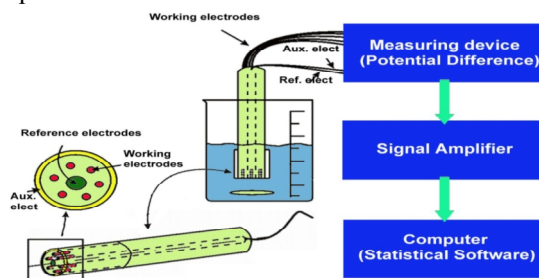 Working electrodes
Aux. elect
Ref. elect
Measuring device
(Potential Difference)
Signal Amplifier
Computer
(Statistical Software)
Reference electrodes
Working
electrodes
Aux.
elect